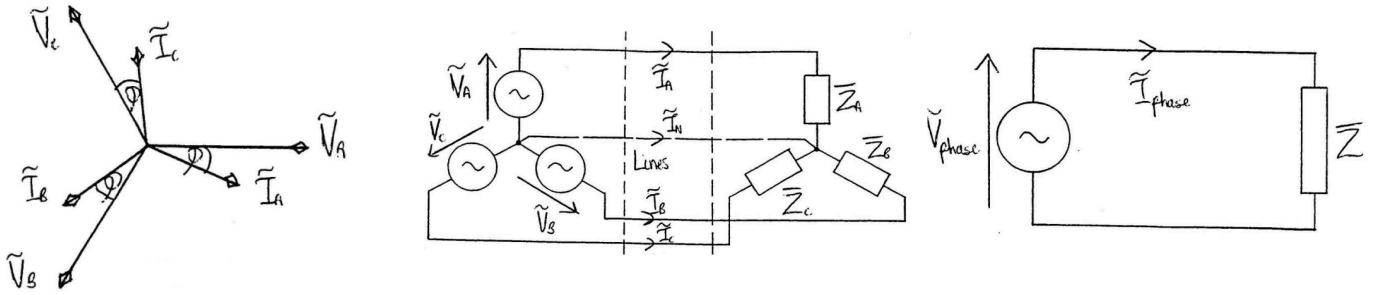 Ṽc
Ĩc
φ
ṼA
φ
ĨA
ĨB
φ
ṼB
ĨA
ṼA
Z̅A
Ṽc
ĨN
Lines
Z̅B
Z̅c
ṼB
ĨB
Ĩc
Ĩphase
Ṽphase
Z̅